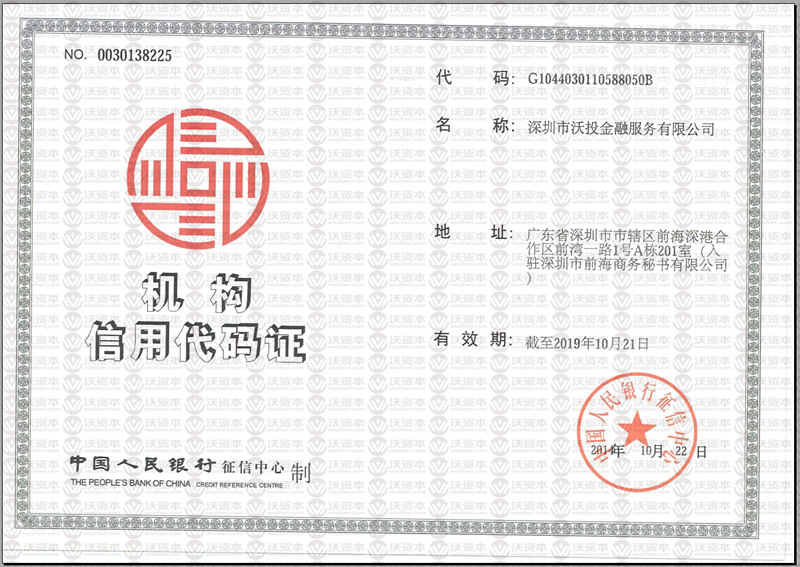 NO. 0030138225
代 码: G1044030110588050B
名 称: 深圳市沃投金融服务有限公司
地 址: 广东省深圳市市辖区前海深港合
作区前湾一路1号A栋201室（入
驻深圳市前海商务秘书有限公司
）
机构
信用代码证
有 效 期: 截至2019年10月21日
中国人民银行征信中心
2014年 10月 22 日
中国人民银行征信中心 制
THE PEOPLE'S BANK OF CHINA CREDIT REFERENCE CENTRE
沃资本